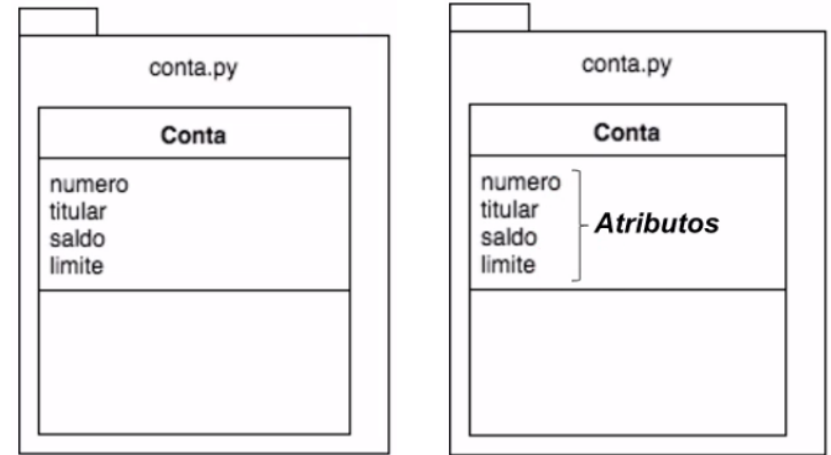 conta.py
Conta
numero
titular
saldo
limite
conta.py
Conta
numero
titular
saldo
limite
Atributos